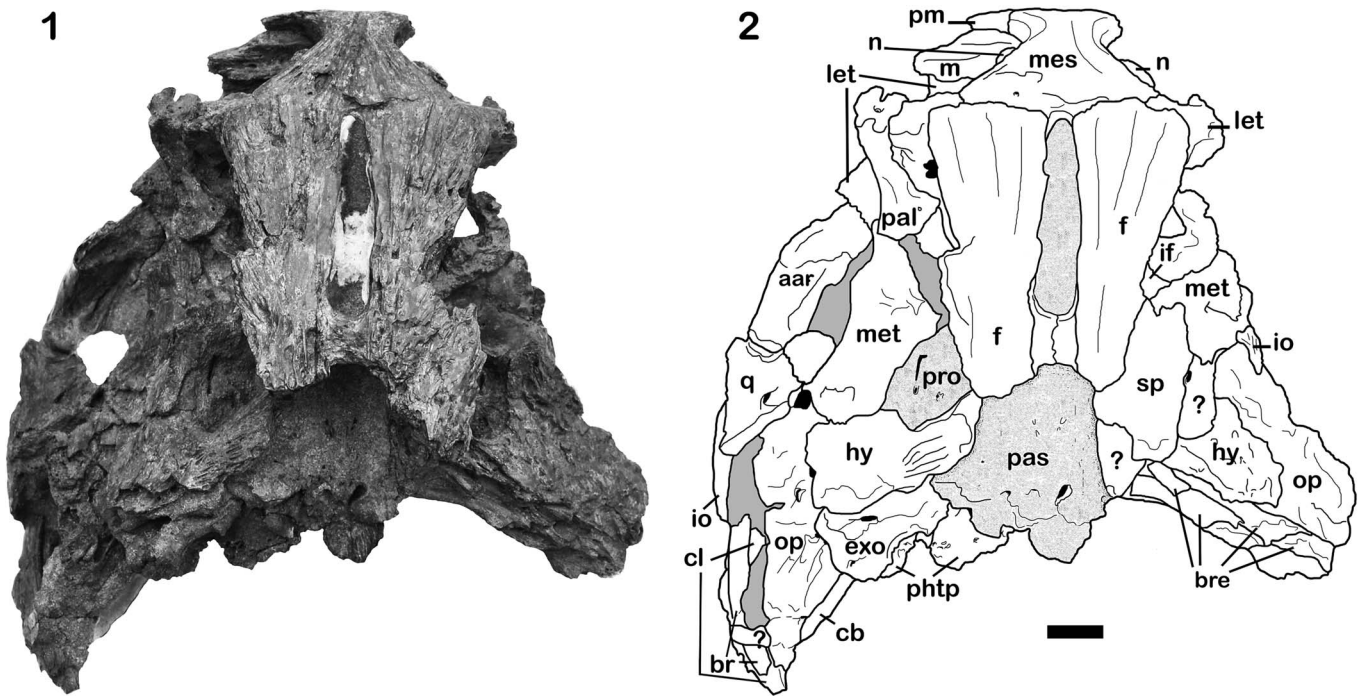 1
2
pm
n
mes
n
m
let
let
pal
f
if
aar
met
met
f
io
q
pro
sp
?
hy
pas
?
hy
op
io
cl
op
exo
bre
phtp
cb
?
br